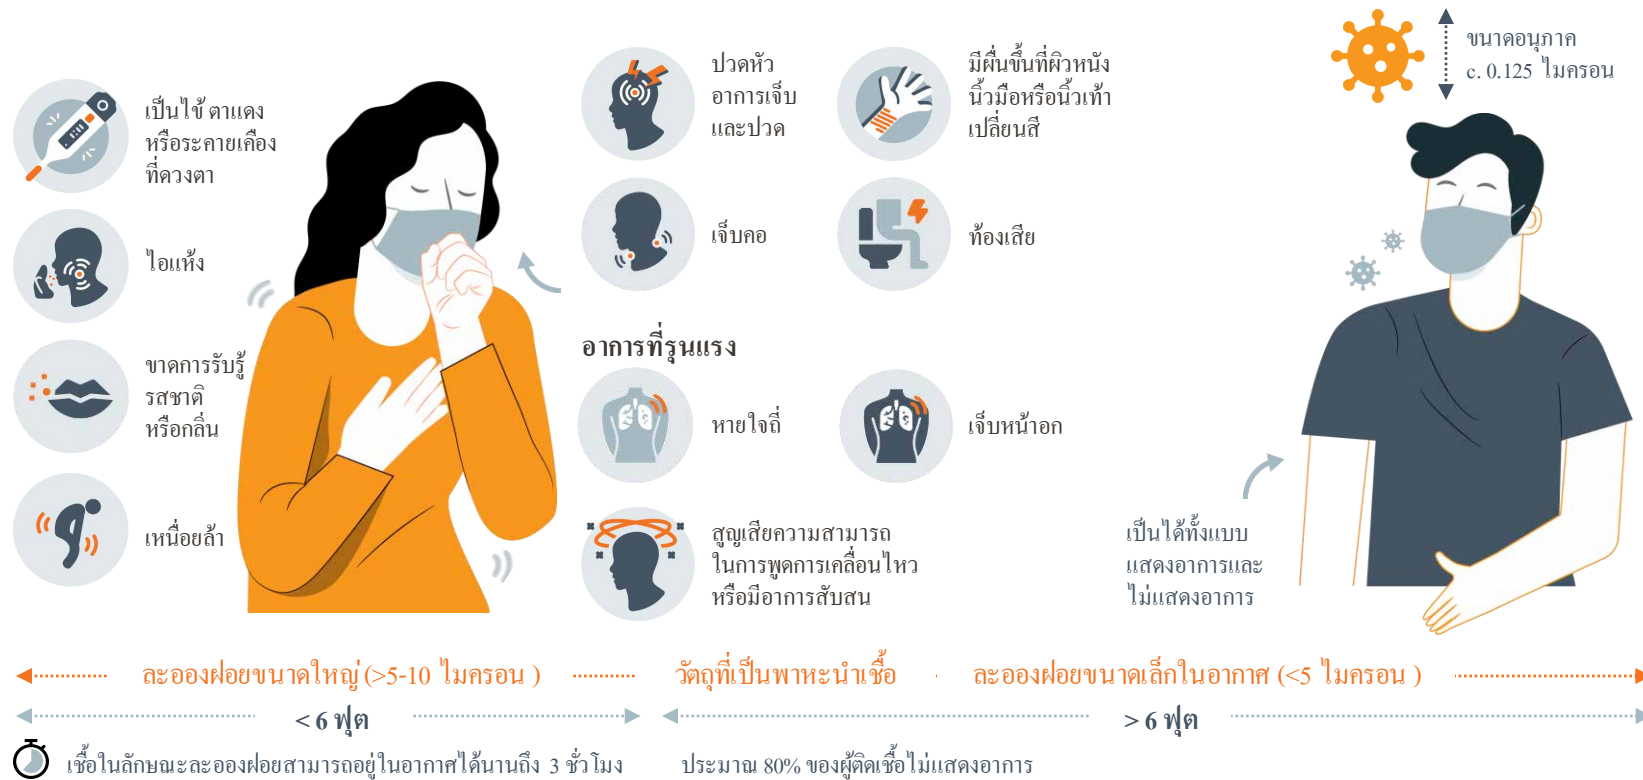 เป็นไข้ ตาแดง
หรือระคายเคือง
ที่ดวงตา
ไอแห้ง
ขาดการรับรู้
รสชาติ
หรือกลิ่น
เหนื่อยล้า
ปวดหัว
อาการเจ็บ
และปวด
มีผื่นขึ้นที่ผิวหนัง
นิ้วมือหรือนิ้วเท้า
เปลี่ยนสี
เจ็บคอ
ท้องเสีย
อาการที่รุนแรง
หายใจถี่
เจ็บหน้าอก
สูญเสียความสามารถ
ในการพูดการเคลื่อนไหว
หรือมีอาการสับสน
ขนาดอนุภาค
c. 0.125 ไมครอน
เป็นได้ทั้งแบบ
แสดงอาการและ
ไม่แสดงอาการ
ละอองฝอยขนาดใหญ่ (>5-10 ไมครอน )
วัตถุที่เป็นพาหะนำเชื้อ
ละอองฝอยขนาดเล็กในอากาศ (<5 ไมครอน )
< 6 ฟุต
> 6 ฟุต
เชื้อในลักษณะละอองฝอยสามารถอยู่ในอากาศได้นานถึง 3 ชั่วโมง
ประมาณ 80% ของผู้ติดเชื้อไม่แสดงอาการ